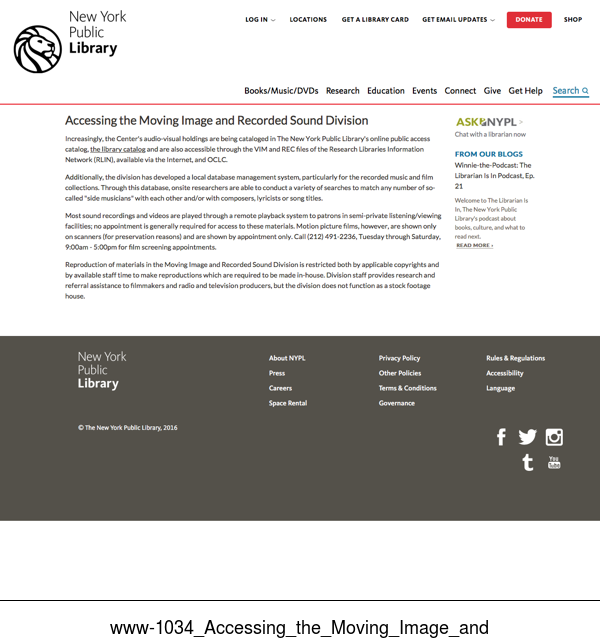 New York
Public
Library
LOG IN
LOCATIONS
GET A LIBRARY CARD
GET EMAIL UPDATES
DONATE
SHOP
Books/Music/DVDs
Research
Education
Events
Connect
Give
Get Help
Search
Accessing the Moving Image and Recorded Sound Division
Increasingly, the Center's audio-visual holdings are being cataloged in The New York Public Library's online public access
catalog, the library catalog and are also accessible through the VIM and REC files of the Research Libraries Information
Network (RLIN), available via the Internet, and OCLC.
Additionally, the division has developed a local database management system, particularly for the recorded music and film
collections. Through this database, onsite researchers are able to conduct a variety of searches to match any number of so-
called "side musicians" with each other and/or with composers, lyricists or song titles.
Most sound recordings and videos are played through a remote playback system to patrons in semi-private listening/viewing
facilities; no appointment is generally required for access to these materials. Motion picture films, however, are shown only
on scanners (for preservation reasons) and are shown by appointment only. Call (212) 491-2236, Tuesday through Saturday,
9:00am - 5:00pm for film screening appointments.
Reproduction of materials in the Moving Image and Recorded Sound Division is restricted both by applicable copyrights and
by available staff time to make reproductions which are required to be made in-house. Division staff provides research and
referral assistance to filmmakers and radio and television producers, but the division does not function as a stock footage
house.
ASK NYPL >
Chat with a librarian now
FROM OUR BLOGS
Winnie-the-Podcast: The
Librarian Is In Podcast, Ep.
21
Welcome to The Librarian Is
In, The New York Public
Library's podcast about
books, culture, and what to
read next.
READ MORE ›
New York
Public
Library
About NYPL
Press
Careers
Space Rental
Privacy Policy
Other Policies
Terms & Conditions
Governance
Rules & Regulations
Accessibility
Language
© The New York Public Library, 2016
You
Tube
www-1034_Accessing_the_Moving_Image_and